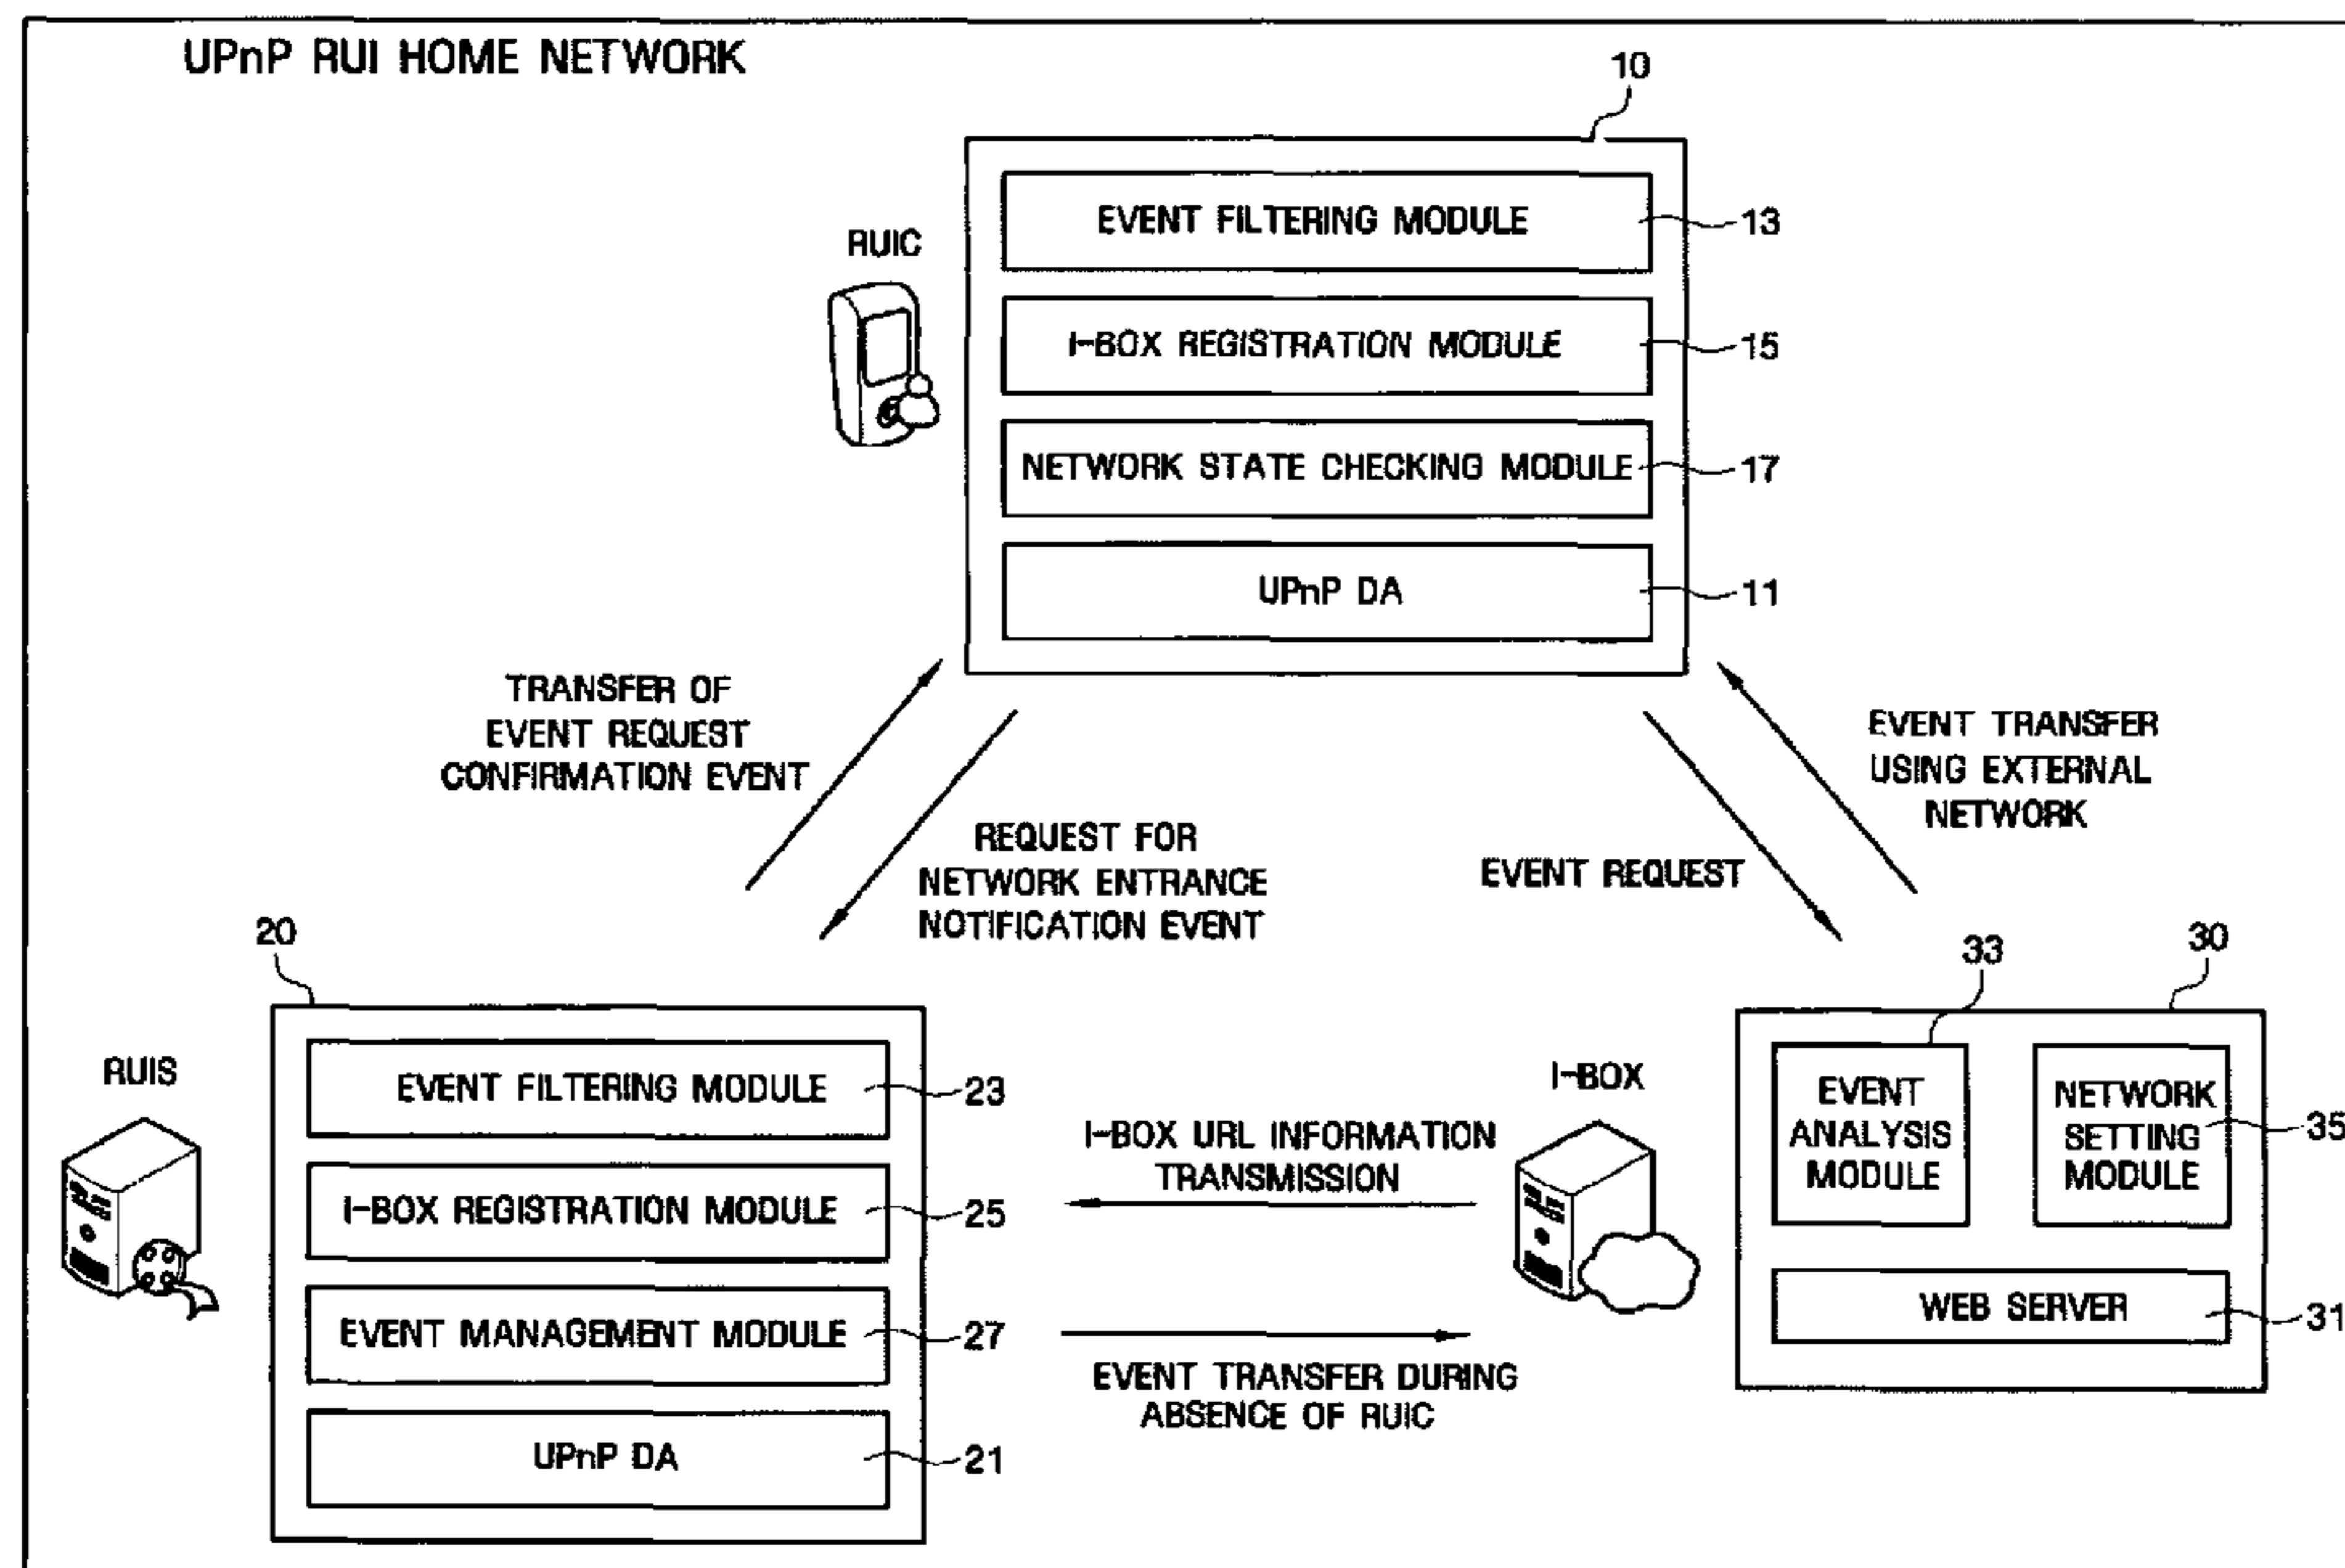 UPnP RUI HOME NETWORK
10
RUIC
EVENT FILTERING MODULE
13
I-BOX REGISTRATION MODULE
15
NETWORK STATE CHECKING MODULE
17
UPnP DA
11
TRANSFER OF
EVENT REQUEST
CONFIRMATION EVENT
REQUEST FOR
NETWORK ENTRANCE
NOTIFICATION EVENT
EVENT REQUEST
EVENT TRANSFER
USING EXTERNAL
NETWORK
20
RUIS
EVENT FILTERING MODULE
23
I-BOX REGISTRATION MODULE
25
EVENT MANAGEMENT MODULE
27
UPnP DA
21
I-BOX URL INFORMATION
TRANSMISSION
EVENT TRANSFER DURING
ABSENCE OF RUIC
I-BOX
33
30
EVENT
ANALYSIS
MODULE
NETWORK
SETTING
MODULE
35
WEB SERVER
31